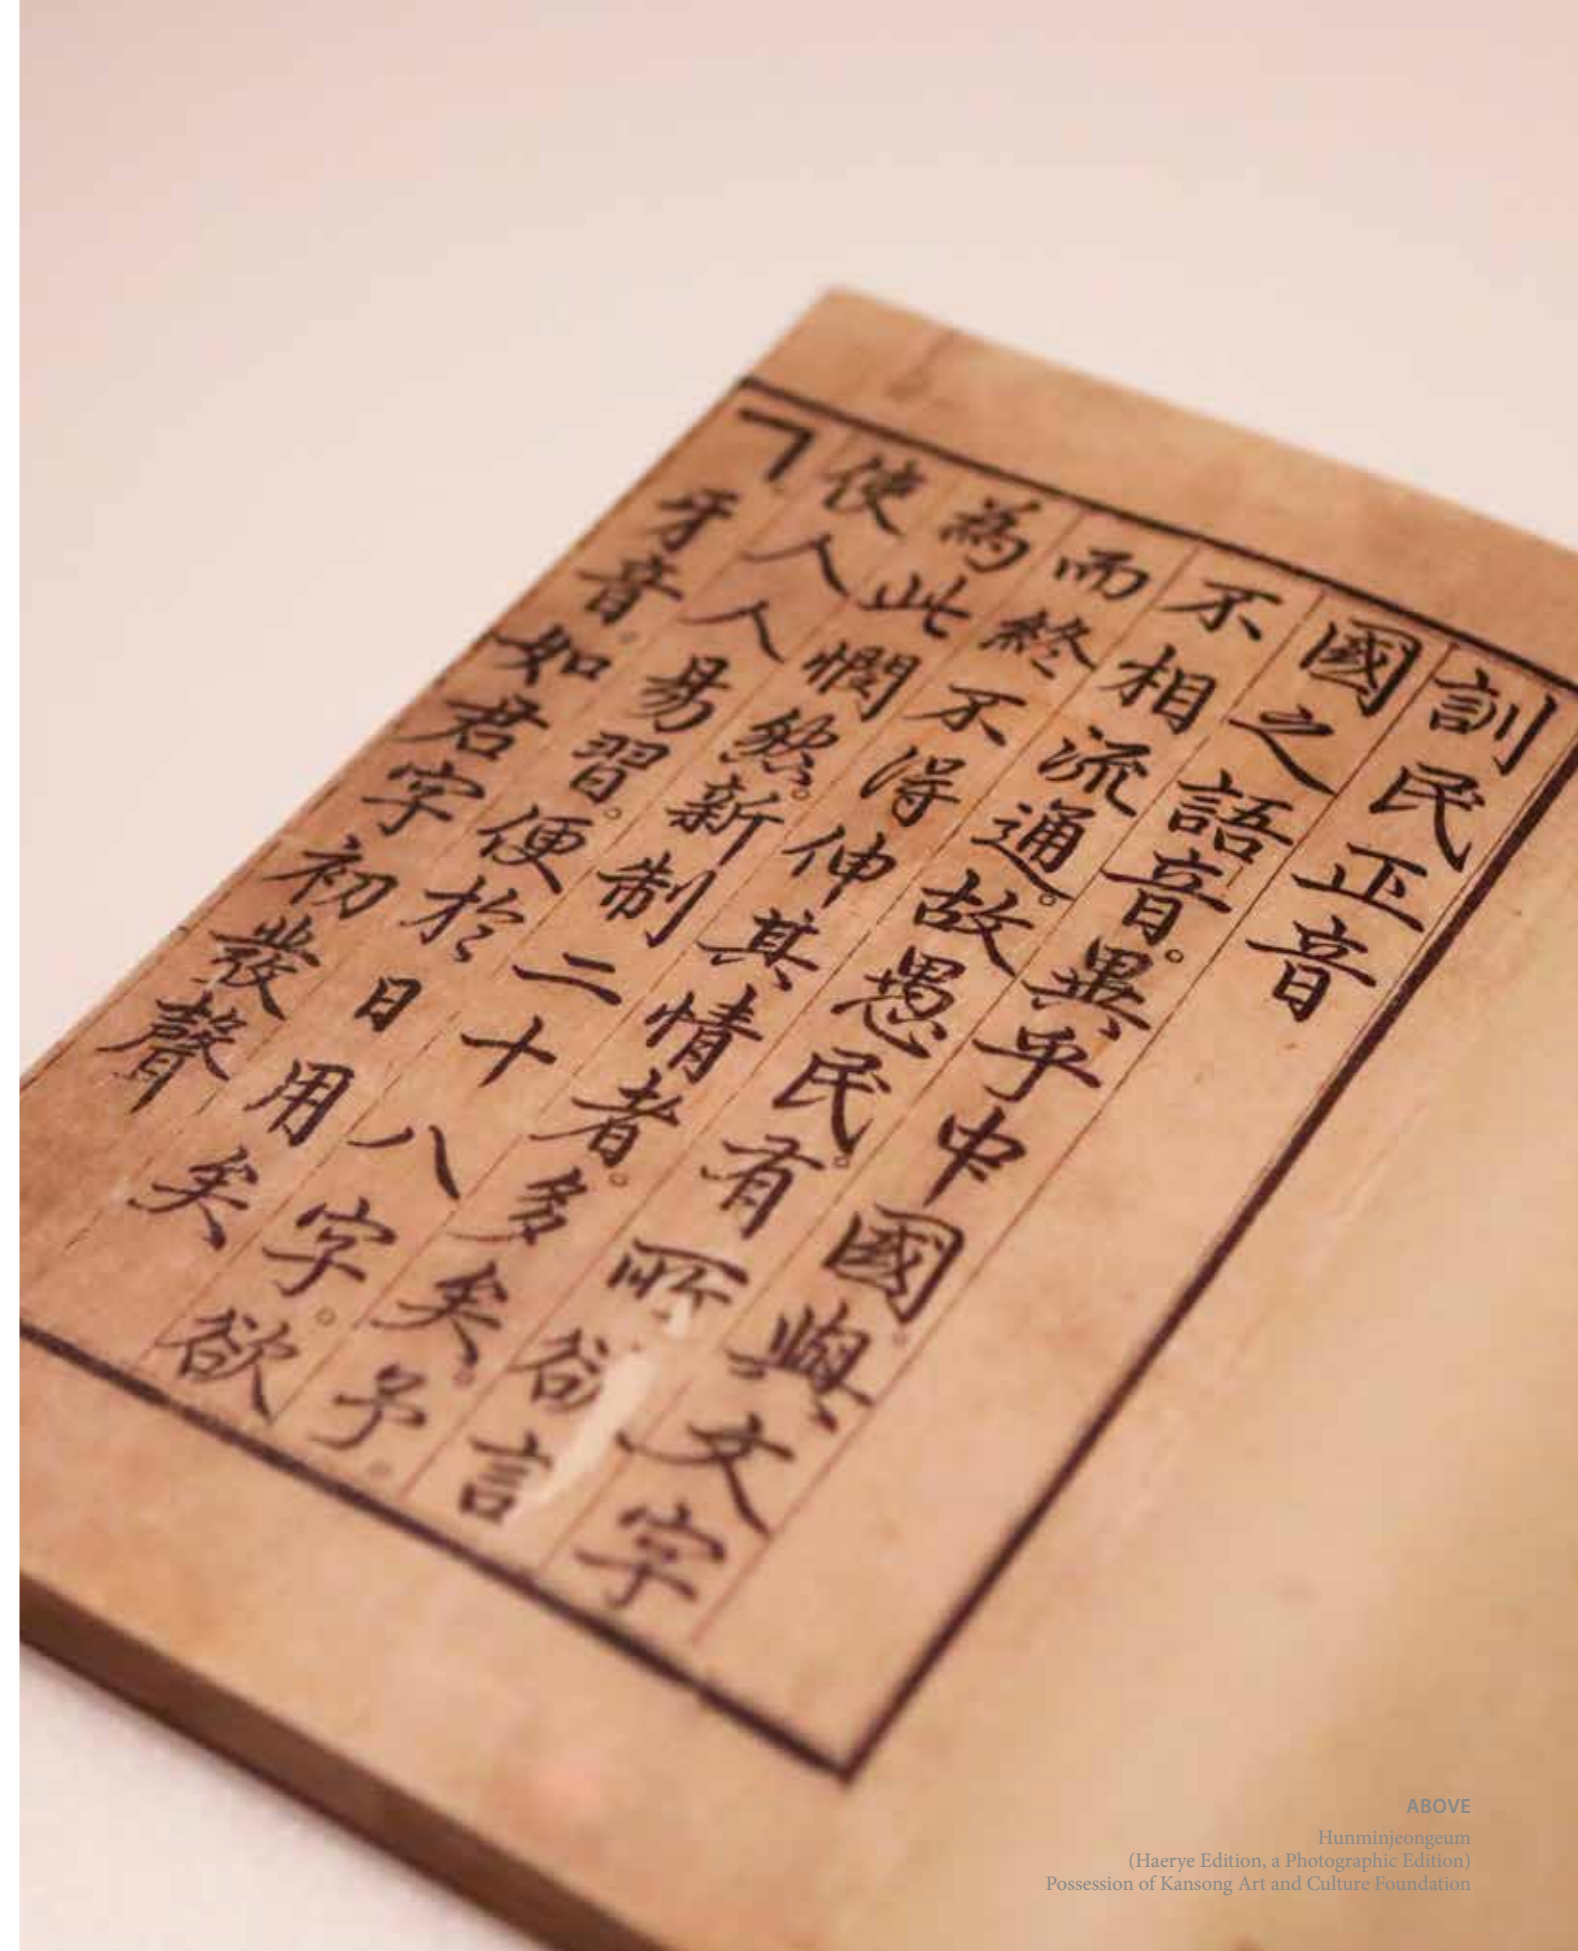 訓民正音
國之語音。異乎中國。與文字
不相流通。故愚民。有所欲言
而終不得伸其情者。多矣。予。
為此憫然。新制二十八字。欲
使人人易習。便於日用矣
ㄱ牙音。如君字初發聲
ABOVE
Hunminjeongeum
(Haerye Edition, a Photographic Edition)
Possession of Kansong Art and Culture Foundation